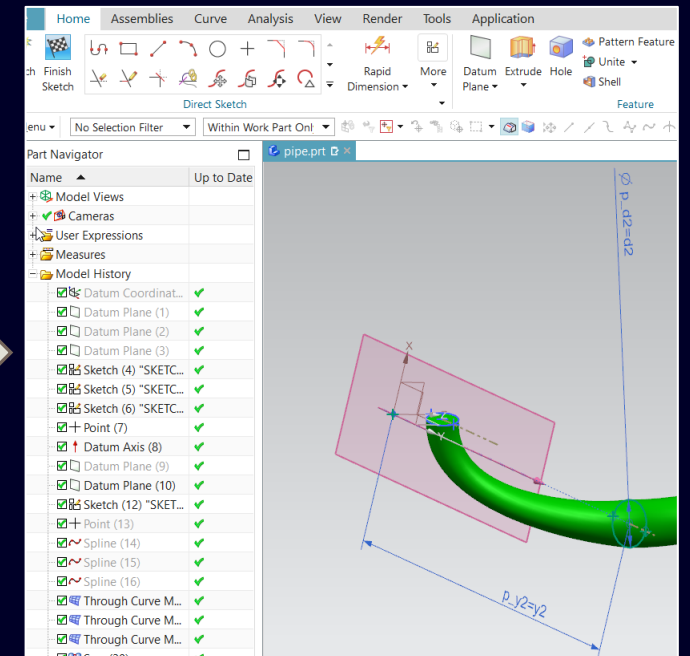 Home Assemblies Curve Analysis View Render Tools Application
ch Finish Sketch
Rapid Dimension
More
Datum Plane
Extrude
Hole
Pattern Feature
Unite
Shell
Direct Sketch
Feature
enu
No Selection Filter
Within Work Part Onl
Part Navigator
pipe.prt
Name Up to Date
Model Views
Cameras
User Expressions
Measures
Model History
Datum Coordinat...
Datum Plane (1)
Datum Plane (2)
Datum Plane (3)
Sketch (4) "SKETC...
Sketch (5) "SKETC...
Sketch (6) "SKETC...
Point (7)
Datum Axis (8)
Datum Plane (9)
Datum Plane (10)
Sketch (12) "SKET...
Point (13)
Spline (14)
Spline (15)
Spline (16)
Through Curve M...
Through Curve M...
Through Curve M...
Ø p_d2=d2
X
Y
p_y2=y2